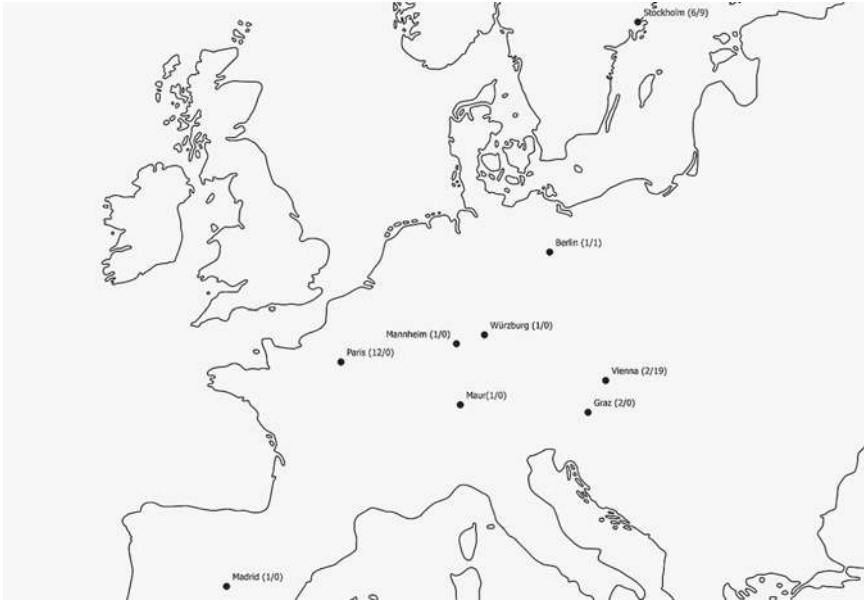 Stockholm (6/9)
Berlin (1/1)
Würzburg (1/0)
Mannheim (1/0)
Paris (12/0)
Vienna (2/19)
Maur(1/0)
Graz (2/0)
Madrid (1/0)